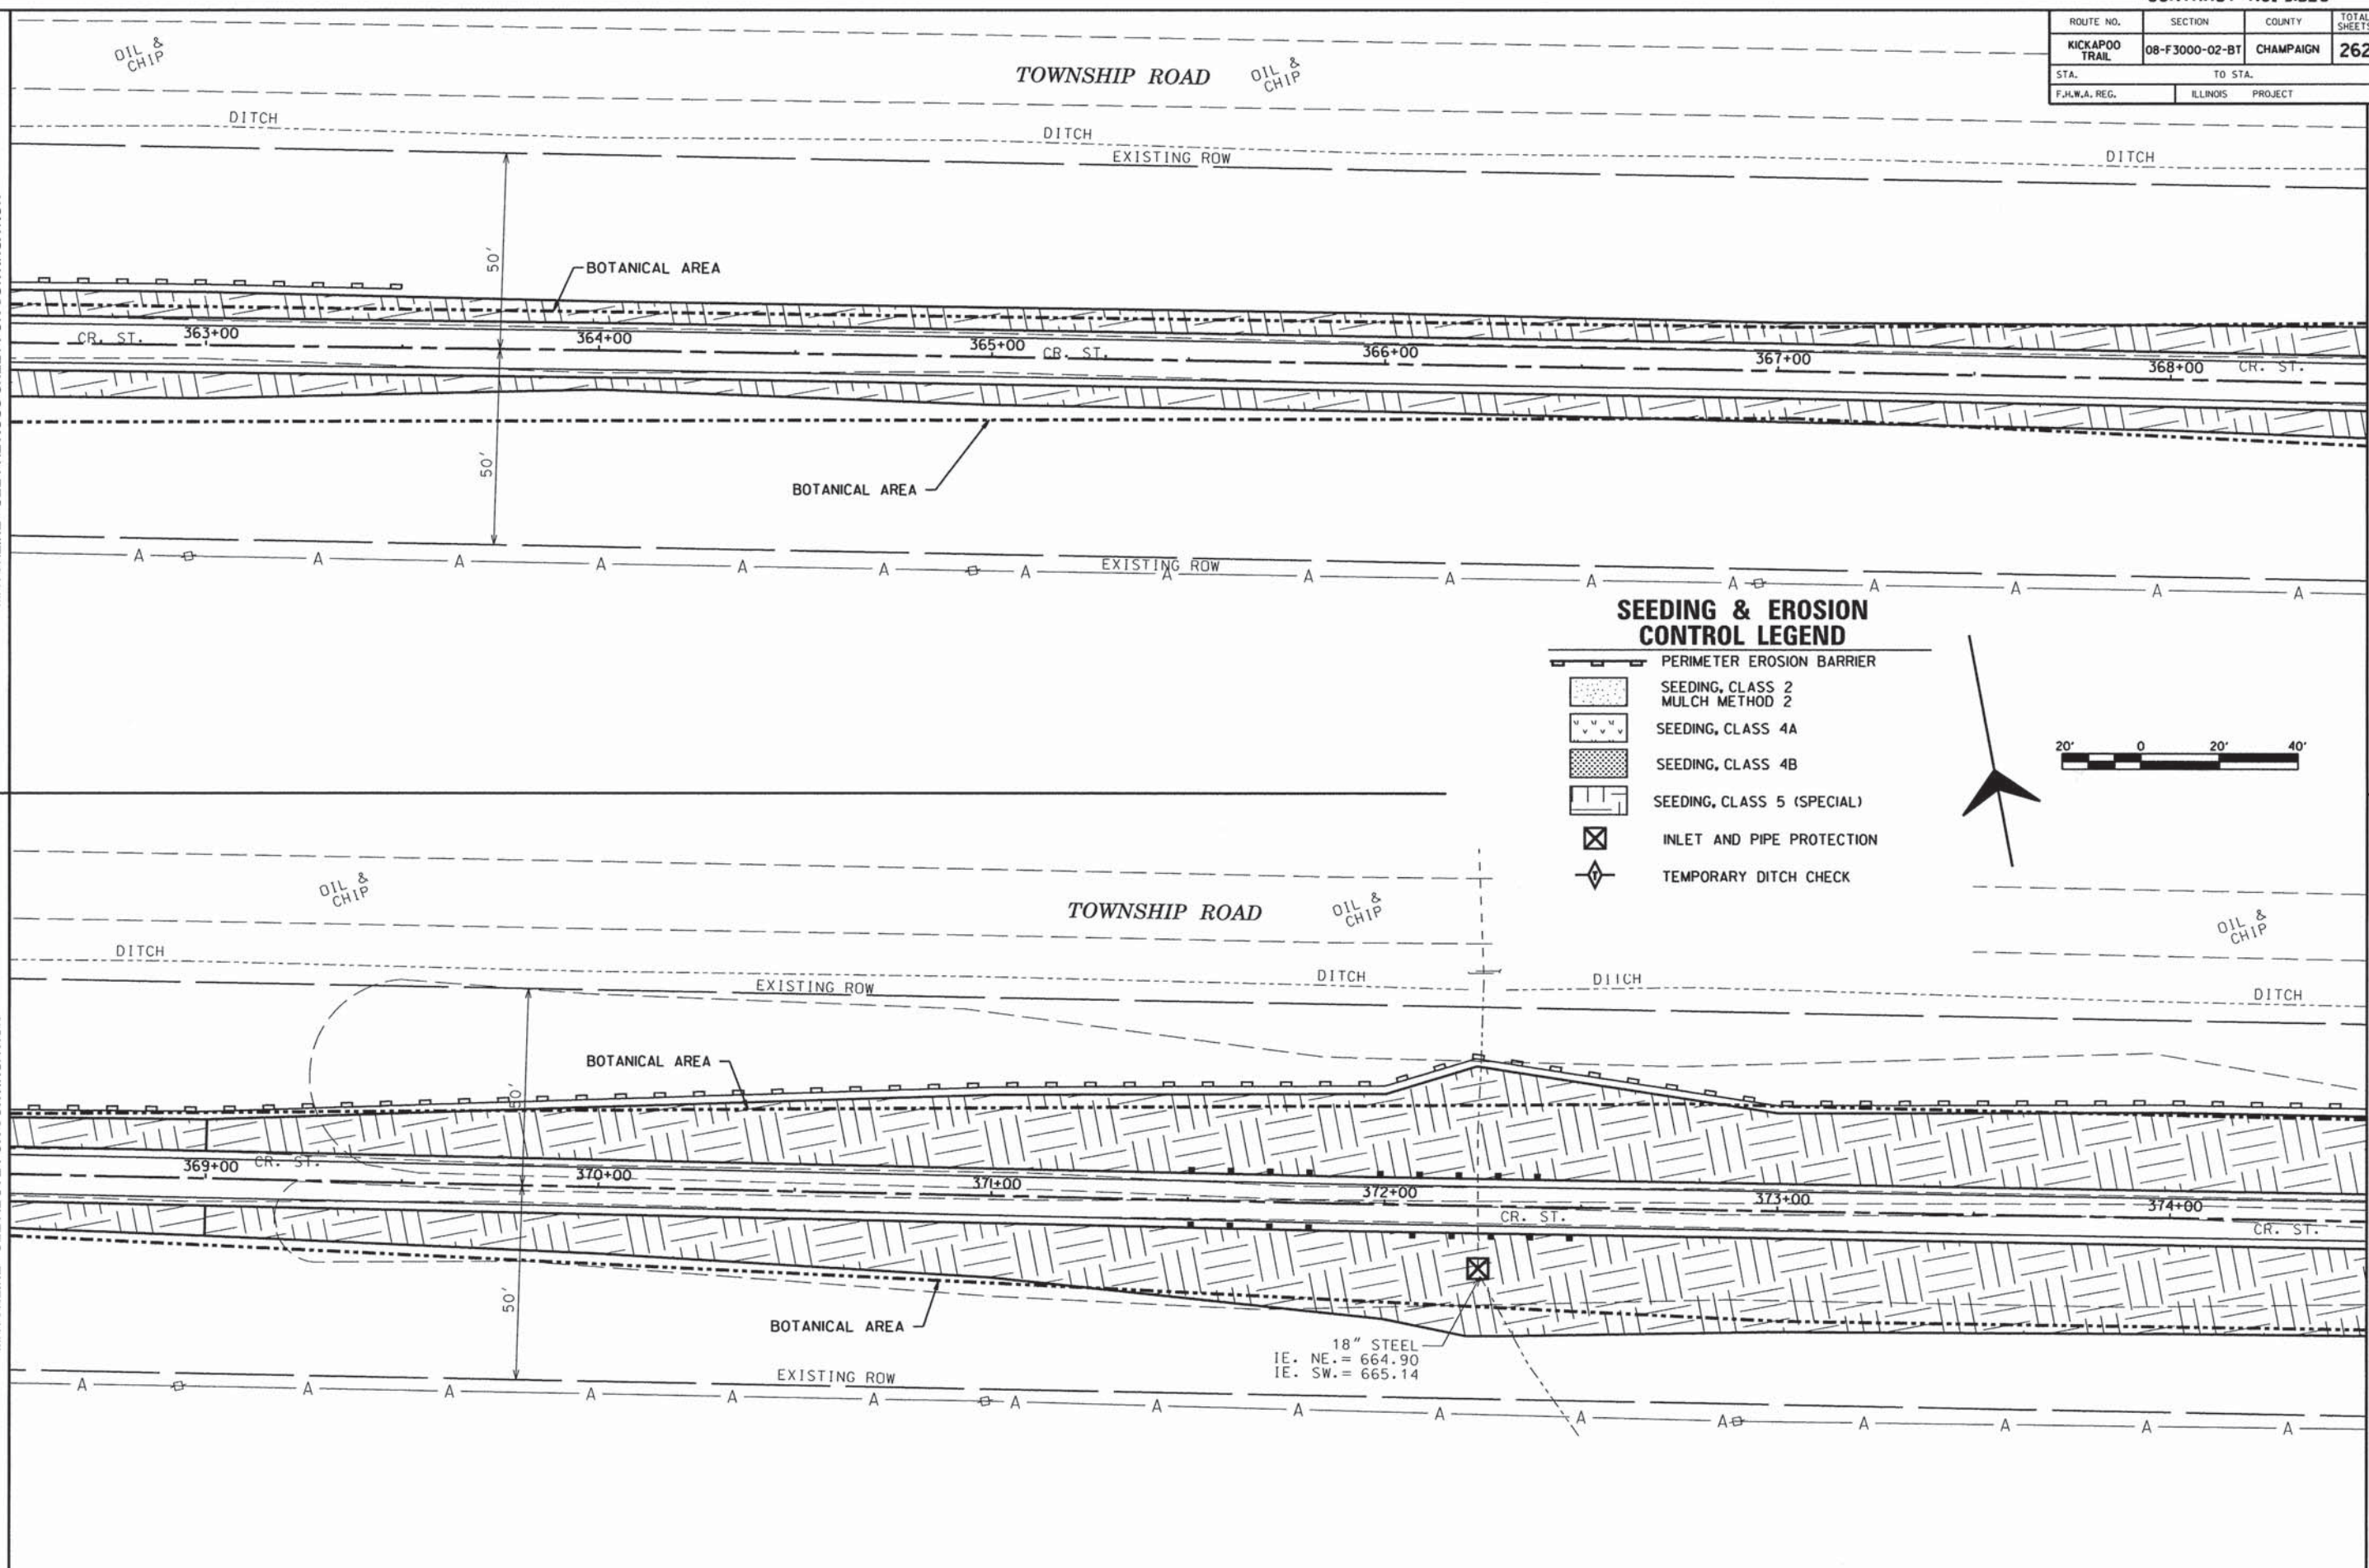 ROUTE NO. SECTION COUNTY TOTAL SHEETS
KICKAPOO TRAIL 08-F3000-02-BT CHAMPAIGN 262
STA. TO STA.
F.H.W.A. REG. ILLINOIS PROJECT
OIL & CHIP
TOWNSHIP ROAD
OIL & CHIP
DITCH
DITCH
DITCH
EXISTING ROW
50'
BOTANICAL AREA
CR. ST.
363+00
364+00
365+00
CR. ST.
366+00
367+00
368+00
CR. ST.
50'
BOTANICAL AREA
EXISTING ROW
A A A A A A A A A A A A A A A A
SEEDING & EROSION
CONTROL LEGEND
PERIMETER EROSION BARRIER
SEEDING, CLASS 2
MULCH METHOD 2
SEEDING, CLASS 4A
SEEDING, CLASS 4B
SEEDING, CLASS 5 (SPECIAL)
INLET AND PIPE PROTECTION
T TEMPORARY DITCH CHECK
20' 0 20' 40'
OIL & CHIP
TOWNSHIP ROAD
OIL & CHIP
OIL & CHIP
DITCH
DITCH
DITCH
DITCH
EXISTING ROW
BOTANICAL AREA
50'
369+00
CR. ST.
370+00
371+00
372+00
CR. ST.
373+00
374+00
CR. ST.
50'
BOTANICAL AREA
18" STEEL
IE. NE.= 664.90
IE. SW.= 665.14
EXISTING ROW
A A A A A A A A A A A A A A A A